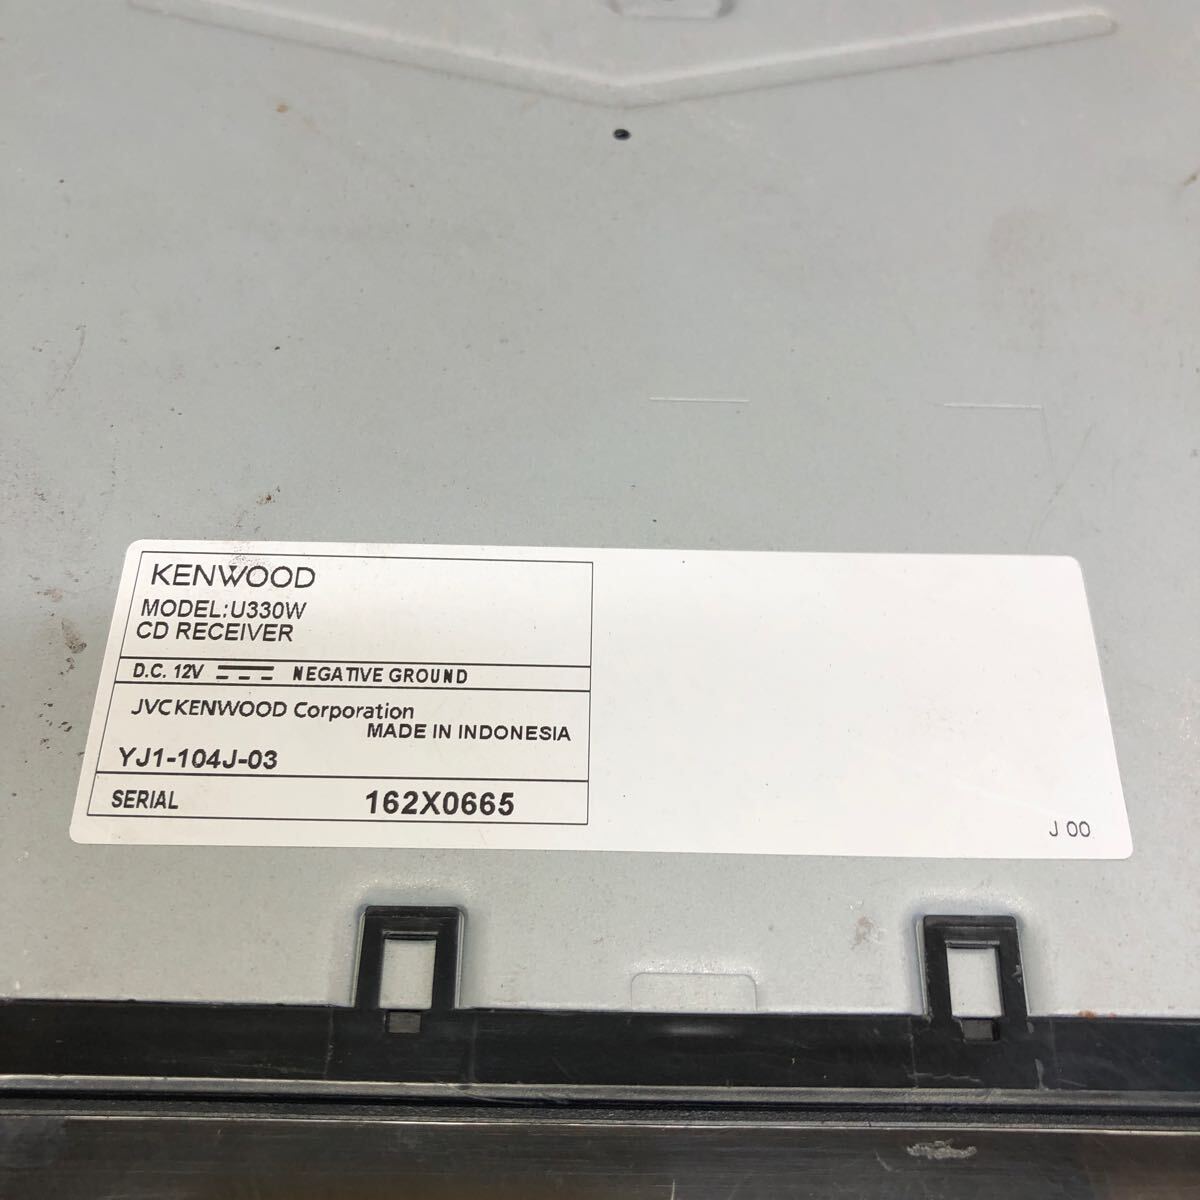 KENWOOD
MODEL:U330W
CD RECEIVER
D.C. 12V NEGATIVE GROUND
JVCKENWOOD Corporation
MADE IN INDONESIA
YJ1-104J-03
SERIAL 162X0665
J 00